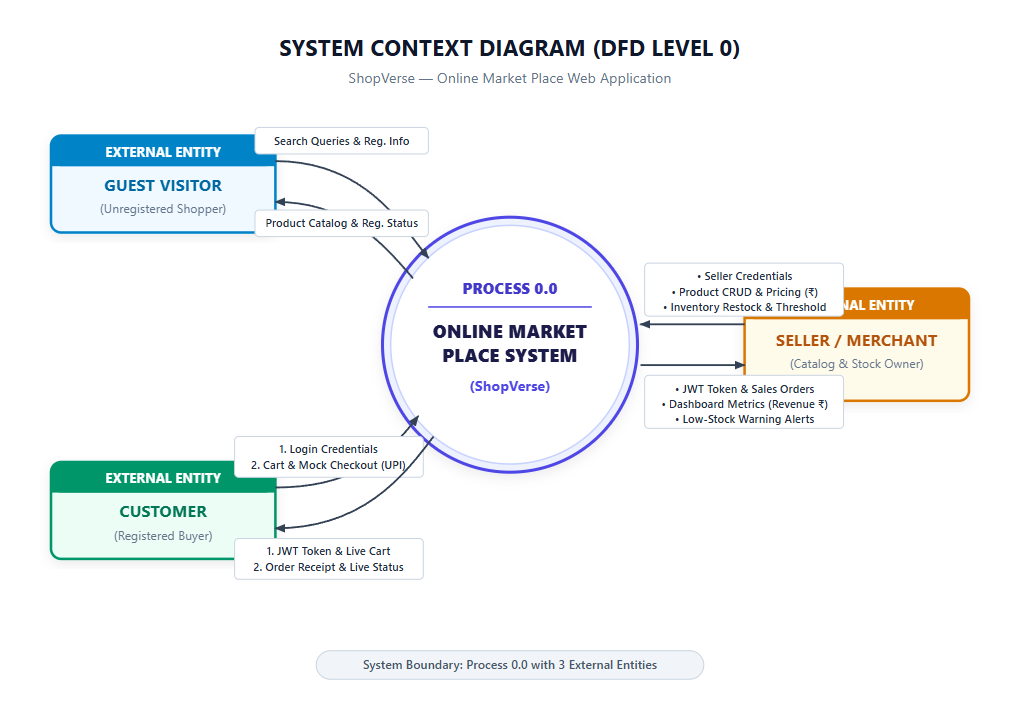 SYSTEM CONTEXT DIAGRAM (DFD LEVEL 0)
ShopVerse — Online Market Place Web Application
EXTERNAL ENTITY
GUEST VISITOR
(Unregistered Shopper)
Search Queries & Reg. Info
Product Catalog & Reg. Status
PROCESS 0.0
ONLINE MARKET
PLACE SYSTEM
(ShopVerse)
• Seller Credentials
• Product CRUD & Pricing (₹)
• Inventory Restock & Threshold
NAL ENTITY
SELLER / MERCHANT
(Catalog & Stock Owner)
• JWT Token & Sales Orders
• Dashboard Metrics (Revenue ₹)
• Low-Stock Warning Alerts
EXTERNAL ENTITY
CUSTOMER
(Registered Buyer)
1. Login Credentials
2. Cart & Mock Checkout (UPI)
1. JWT Token & Live Cart
2. Order Receipt & Live Status
System Boundary: Process 0.0 with 3 External Entities